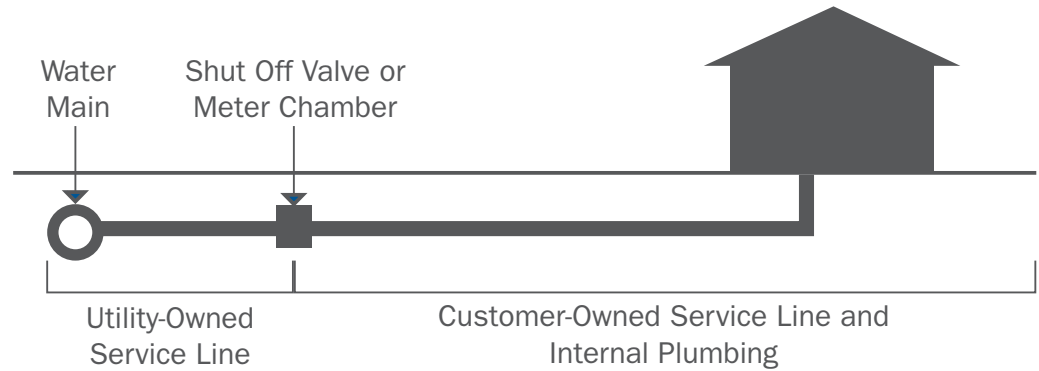 Water
Main
Shut Off Valve or
Meter Chamber
Utility-Owned
Service Line
Customer-Owned Service Line and
Internal Plumbing